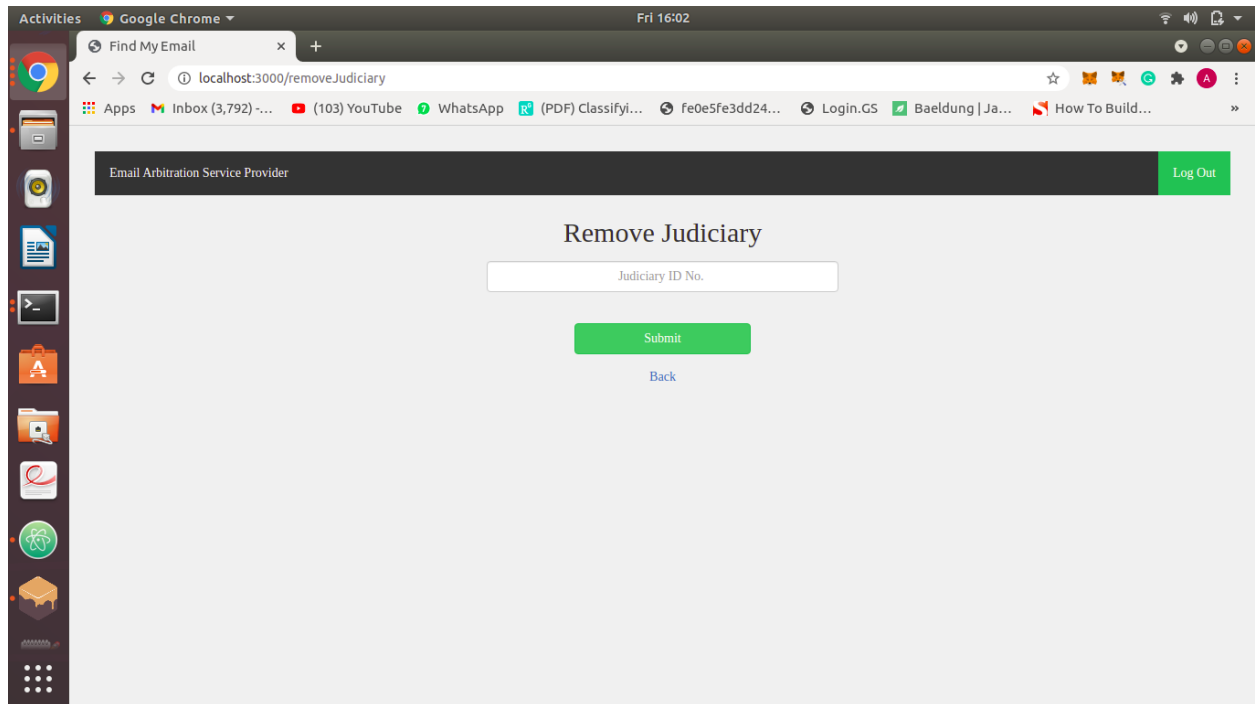 Activities Google Chrome Fri 16:02
Find My Email × +
localhost:3000/removeJudiciary A
Apps Inbox (3,792) -... (103) YouTube WhatsApp (PDF) Classifyi... fe0e5fe3dd24... Login.GS Baeldung | Ja... How To Build... »
Email Arbitration Service Provider Log Out
Remove Judiciary
Judiciary ID No.
Submit
Back